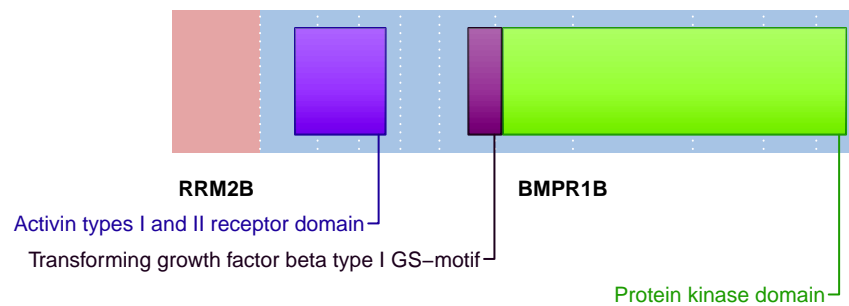 RRM2B BMPR1B
Activin types I and II receptor domain
Transforming growth factor beta type I GS−motif
Protein kinase domain